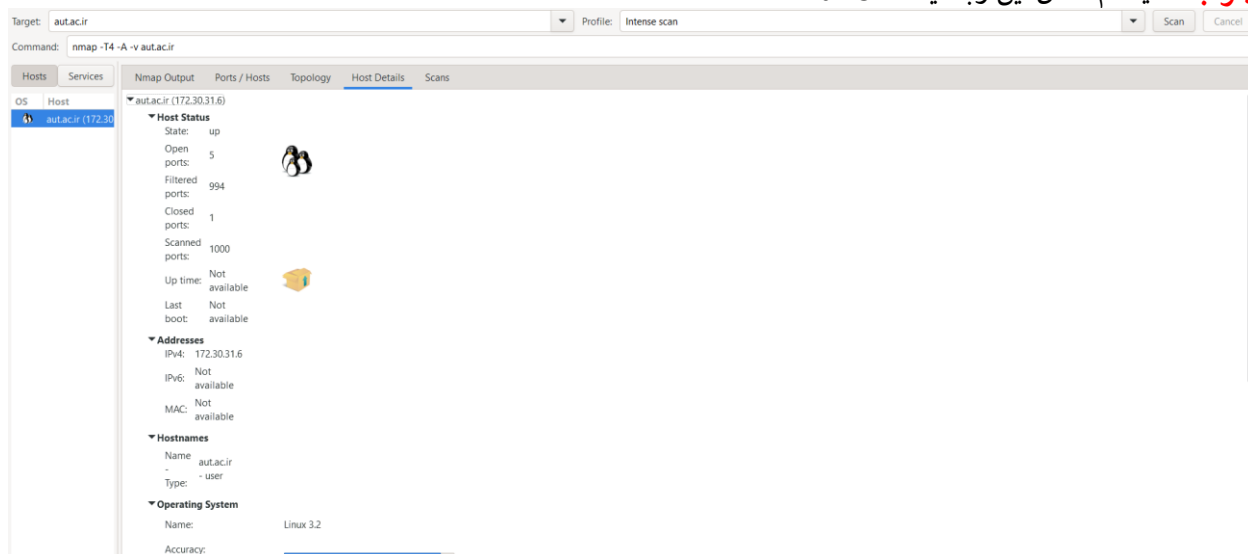 Target: aut.ac.ir Profile: Intense scan Scan Cancel
Command: nmap -T4 -A -v aut.ac.ir
Hosts Services Nmap Output Ports / Hosts Topology Host Details Scans
OS Host
aut.ac.ir (172.30
aut.ac.ir (172.30.31.6)
Host Status
State: up
Open ports: 5
Filtered ports: 994
Closed ports: 1
Scanned ports: 1000
Up time: Not available
Last boot: Not available
Addresses
IPv4: 172.30.31.6
IPv6: Not available
MAC: Not available
Hostnames
Name - Type: aut.ac.ir - user
Operating System
Name: Linux 3.2
Accuracy: